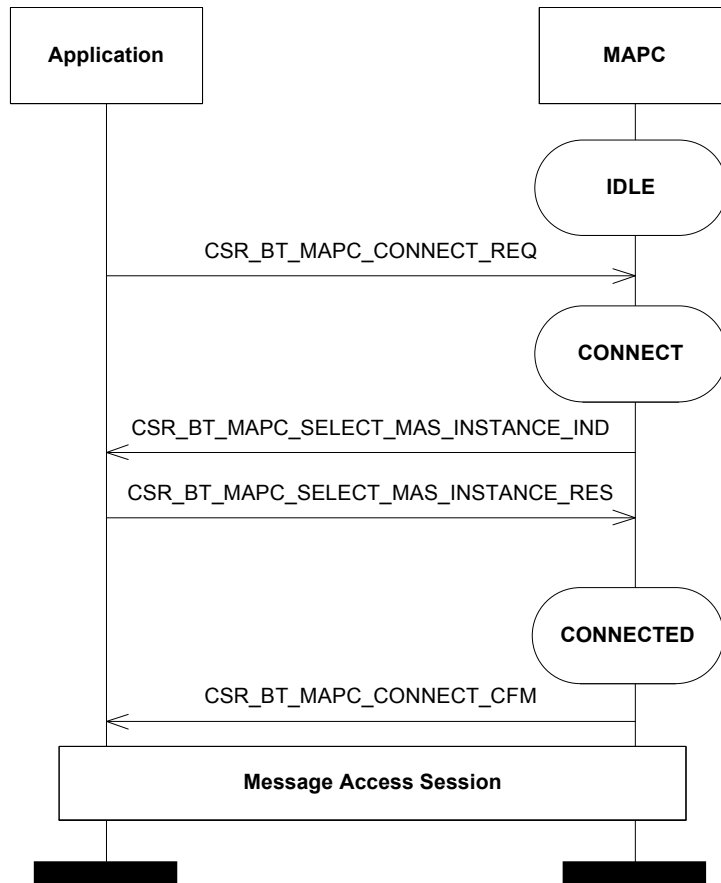 Application
MAPC
IDLE
CSR_BT_MAPC_CONNECT_REQ
CONNECT
CSR_BT_MAPC_SELECT_MAS_INSTANCE_IND
CSR_BT_MAPC_SELECT_MAS_INSTANCE_RES
CONNECTED
CSR_BT_MAPC_CONNECT_CFM
Message Access Session